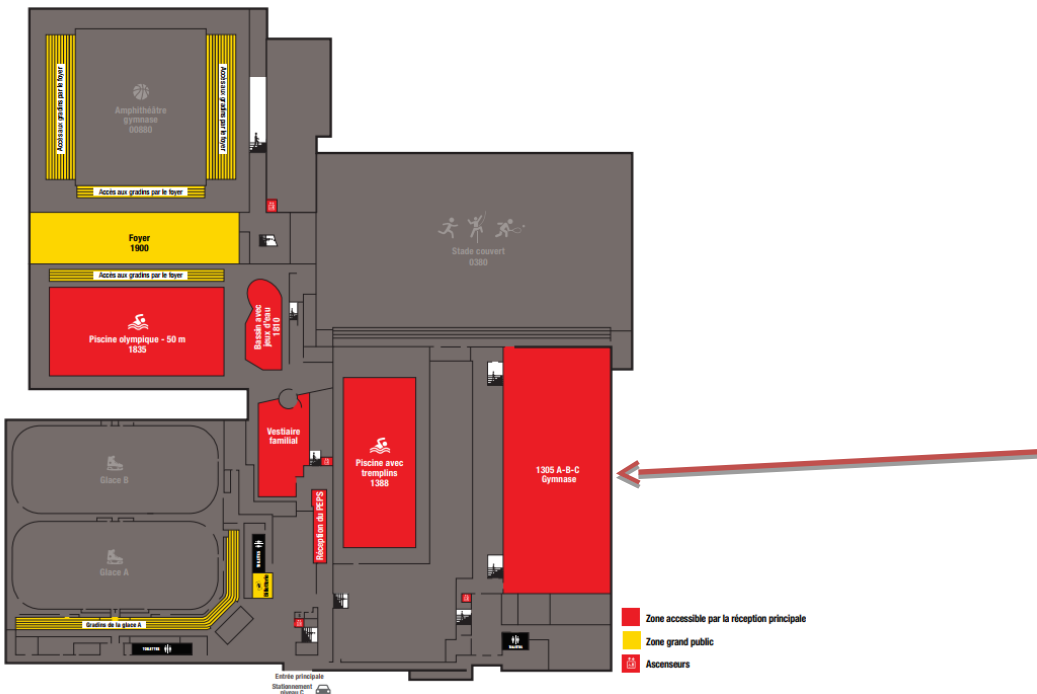 Accès aux gradins par le foyer
Accès aux gradins par le foyer
Amphithéâtre
gymnase
00880
Accès aux gradins par le foyer
Foyer
1900
Stade couvert
0386
Accès aux gradins par le foyer
Piscine olympique - 50 m
1835
Bassin avec
jeux d'eau
1810
Vestiaire
familial
Piscine avec
tremplins
1388
1305 A-B-C
Gymnase
Glace B
Réception du PEPS
Glace A
Gradins de la glace A
Zone accessible par la réception principale
Zone grand public
Ascenseurs
Entrée principale
Stationnement
niveau C